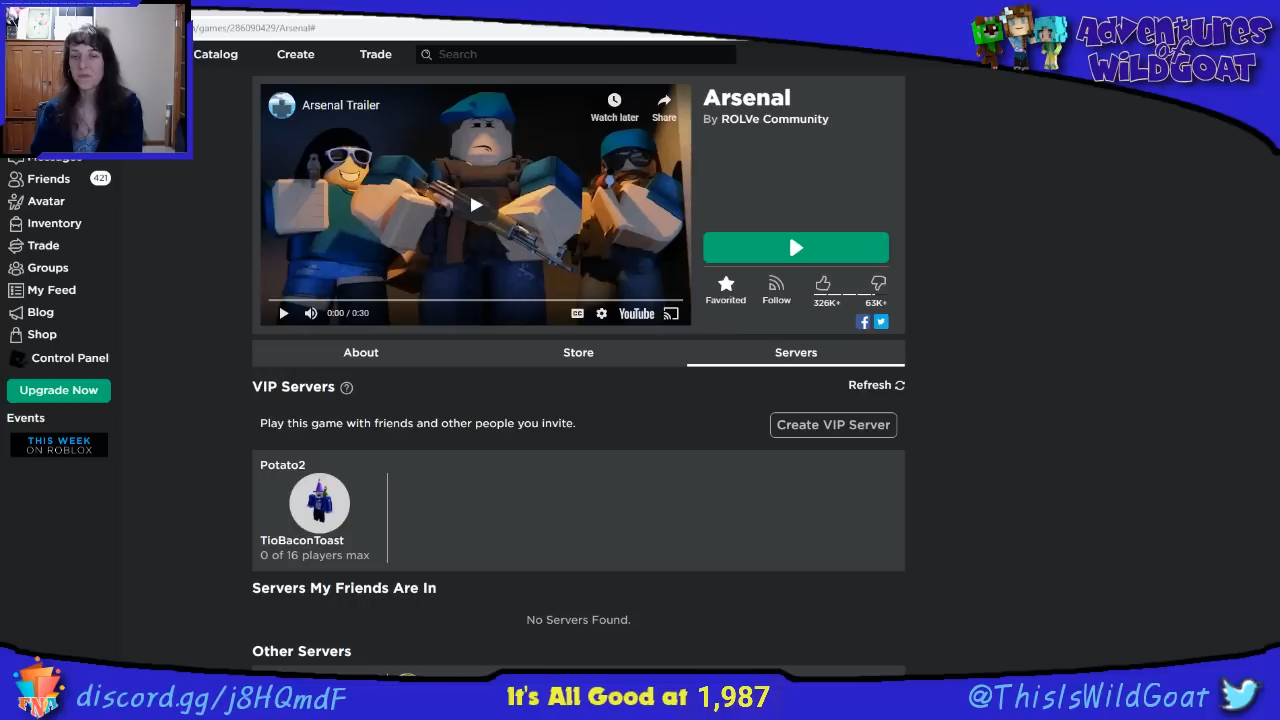 /games/286090429/Arsenal#
Catalog
Create
Trade
Search
Adventures
of
WildGoat
Friends
421
Avatar
Inventory
Trade
Groups
My Feed
Blog
Shop
Control Panel
Upgrade Now
Events
THIS WEEK
ON ROBLOX
Arsenal Trailer
Watch later
Share
0:00 / 0:30
CC
YouTube
Arsenal
By ROLVe Community
Favorited
Follow
326K+
63K+
About
Store
Servers
VIP Servers
Refresh
Play this game with friends and other people you invite.
Create VIP Server
Potato2
TioBaconToast
0 of 16 players max
Servers My Friends Are In
No Servers Found.
Other Servers
FNA
discord.gg/j8HQmdF
It's All Good at 1,987
@ThisIsWildGoat